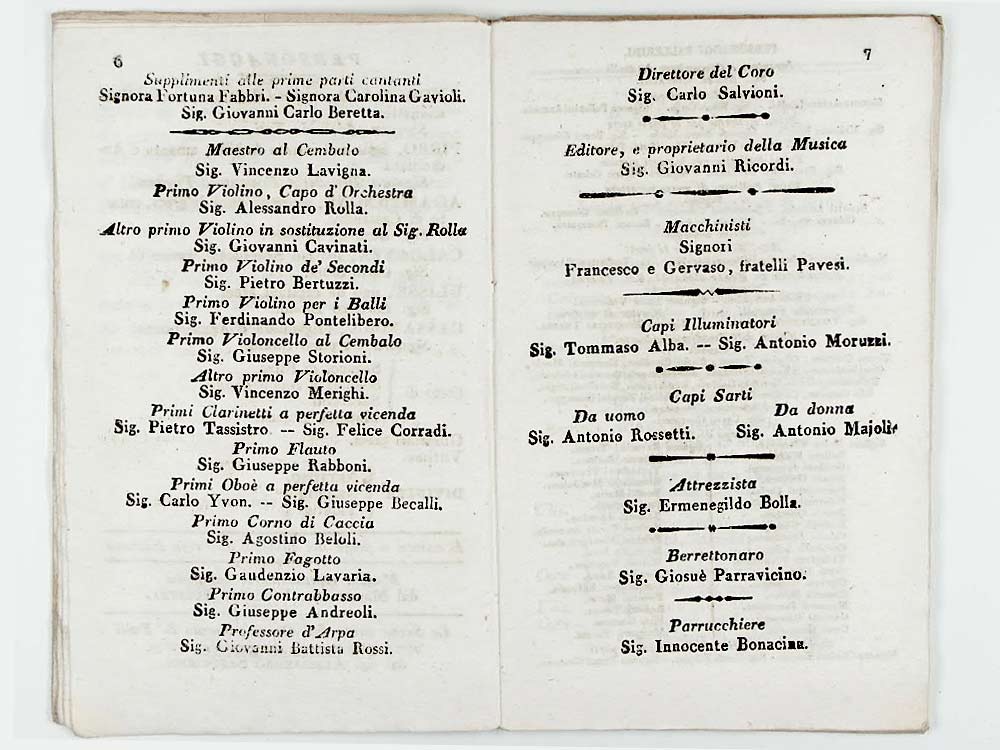 6
Supplimenti alle prime parti cantanti
Signora Fortuna Fabbri. - Signora Carolina Gavioli.
Sig. Giovanni Carlo Beretta.
Maestro al Cembalo
Sig. Vincenzo Lavigna.
Primo Violino, Capo d'Orchestra
Sig. Alessandro Rolla.
Altro primo Violino in sostituzione al Sig. Rolla
Sig. Giovanni Cavinati.
Primo Violino de' Secondi
Sig. Pietro Bertuzzi.
Primo Violino per i Balli
Sig. Ferdinando Pontelibero.
Primo Violoncello al Cembalo
Sig. Giuseppe Storioni.
Altro primo Violoncello
Sig. Vincenzo Merighi.
Primi Clarinetti a perfetta vicenda
Sig. Pietro Tassistro -- Sig. Felice Corradi.
Primo Flauto
Sig. Giuseppe Rabboni.
Primi Oboè a perfetta vicenda
Sig. Carlo Yvon. -- Sig. Giuseppe Becalli.
Primo Corno di Caccia
Sig. Agostino Beloli.
Primo Fagotto
Sig. Gaudenzio Lavaria.
Primo Contrabbasso
Sig. Giuseppe Andreoli.
Professore d'Arpa
Sig. Giovanni Battista Rossi.
7
Direttore del Coro
Sig. Carlo Salvioni.
Editore, e proprietario della Musica
Sig. Giovanni Ricordi.
Macchinisti
Signori
Francesco e Gervaso, fratelli Pavesi.
Capi Illuminatori
Sig. Tommaso Alba. -- Sig. Antonio Moruzzi.
Capi Sarti
Da uomo Da donna
Sig. Antonio Rossetti. Sig. Antonio Majoli
Attrezzista
Sig. Ermenegildo Bolla.
Berrettonaro
Sig. Giosuè Parravicino.
Parrucchiere
Sig. Innocente Bonacina.